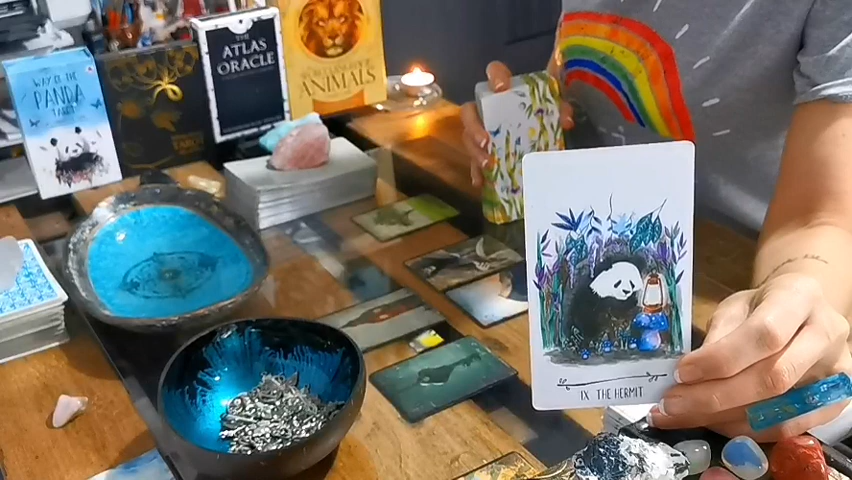 WAY OF THE
PANDA
TAROT
THE
ATLAS
ORACLE
ANIMALS
IX THE HERMIT